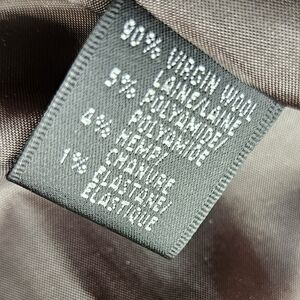 90% VIRGIN WOOL
LAINE/LAINE
5% POLYAMIDE/
POLYAMIDE
4% HEMP/
CHANVRE
1% ELASTANE/
ELASTIQUE